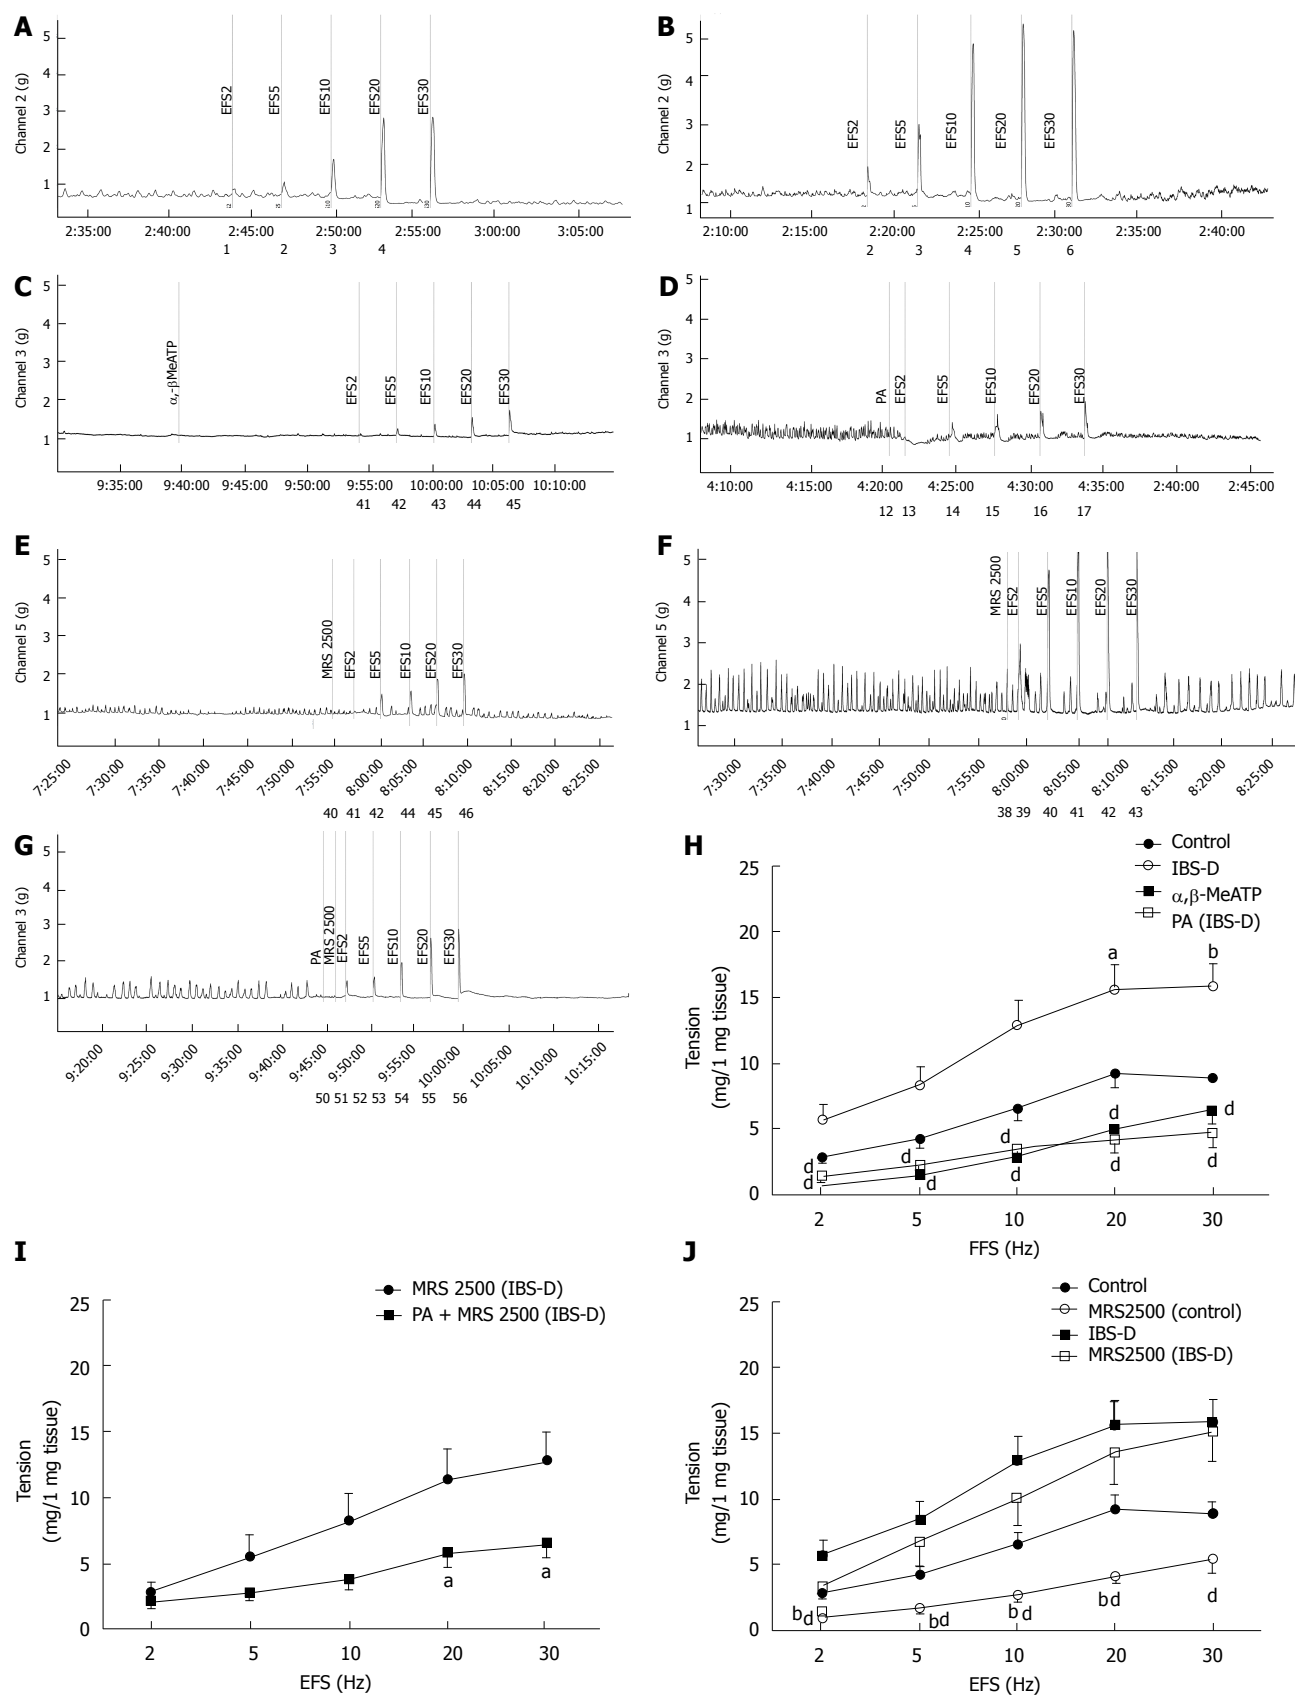 A
5
4
3
2
1
Channel 2 (g)
EFS2
EFS5
EFS10
EFS20
EFS30
2:35:00 2:40:00 2:45:00 2:50:00 2:55:00 3:00:00 3:05:00
1 2 3 4
B
5
4
3
2
1
Channel 2 (g)
EFS2
EFS5
EFS10
EFS20
EFS30
2:10:00 2:15:00 2:20:00 2:25:00 2:30:00 2:35:00 2:40:00
2 3 4 5 6
C
5
4
3
2
1
Channel 3 (g)
α,-βMeATP
EFS2
EFS5
EFS10
EFS20
EFS30
9:35:00 9:40:00 9:45:00 9:50:00 9:55:00 10:00:00 10:05:00 10:10:00
41 42 43 44 45
D
5
4
3
2
1
Channel 3 (g)
PA
EFS2
EFS5
EFS10
EFS20
EFS30
4:10:00 4:15:00 4:20:00 4:25:00 4:30:00 4:35:00 2:40:00 2:45:00
12 13 14 15 16 17
E
5
4
3
2
1
Channel 5 (g)
MRS 2500
EFS2
EFS5
EFS10
EFS20
EFS30
7:25:00 7:35:00 7:40:00 7:45:00 7:50:00 7:55:00 8:00:00 8:05:00 8:10:00 8:15:00 8:20:00 8:25:00
40 41 42 44 45 46
F
5
4
3
2
1
Channel 5 (g)
MRS 2500
EFS2
EFS5
EFS10
EFS20
EFS30
7:30:00 7:35:00 7:40:00 7:45:00 7:50:00 7:55:00 8:00:00 8:05:00 8:10:00 8:15:00 8:20:00 8:25:00
38 39 40 41 42 43
G
5
4
3
2
1
Channel 3 (g)
PA
MRS 2500
EFS2
EFS5
EFS10
EFS20
EFS30
9:20:00 9:25:00 9:30:00 9:35:00 9:40:00 9:45:00 9:50:00 9:55:00 10:00:00 10:05:00 10:10:00 10:15:00
50 51 52 53 54 55 56
H
Control
IBS-D
α,β-MeATP
PA (IBS-D)
25
20
15
10
5
0
Tension
(mg/1 mg tissue)
a b
d d d d d
d d d d d
2 5 10 20 30
FFS (Hz)
I
MRS 2500 (IBS-D)
PA + MRS 2500 (IBS-D)
25
20
15
10
5
0
Tension
(mg/1 mg tissue)
a a
2 5 10 20 30
EFS (Hz)
J
Control
MRS2500 (control)
IBS-D
MRS2500 (IBS-D)
25
20
15
10
5
0
Tension
(mg/1 mg tissue)
bd bd bd bd d
2 5 10 20 30
EFS (Hz)